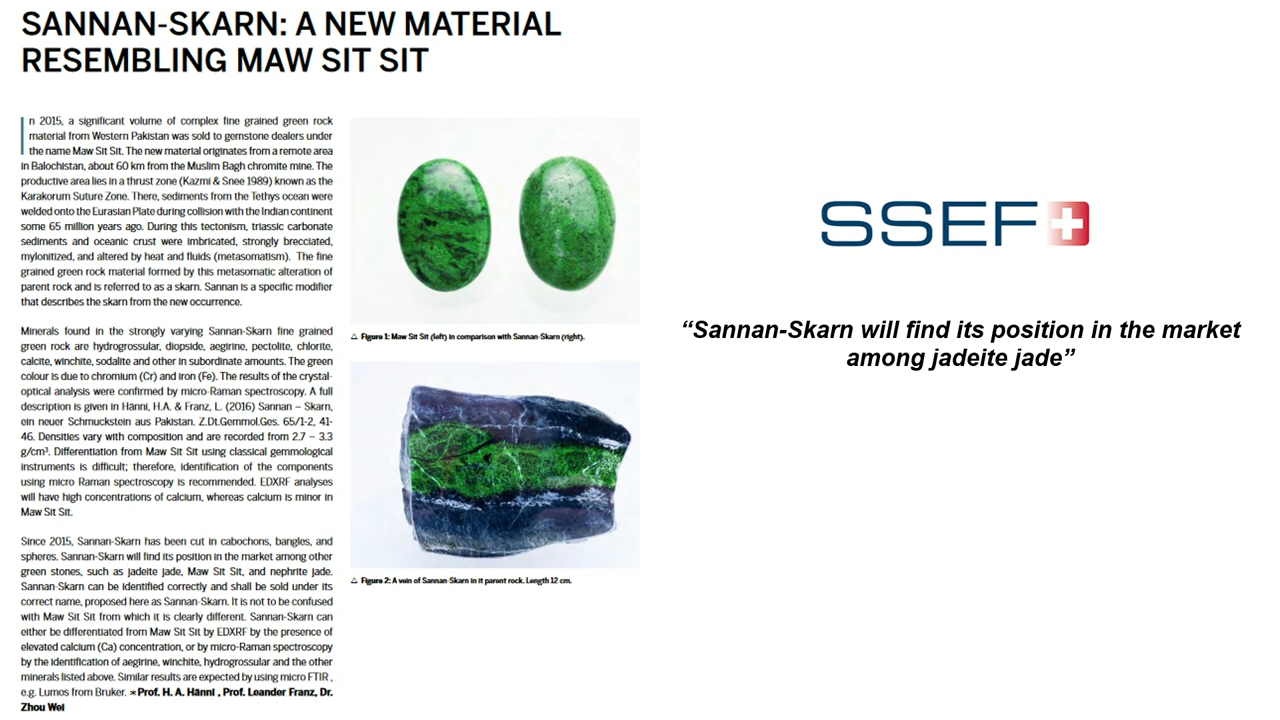 SANNAN-SKARN: A NEW MATERIAL
RESEMBLING MAW SIT SIT
In 2015, a significant volume of complex fine grained green rock
material from Western Pakistan was sold to gemstone dealers under
the name Maw Sit Sit. The new material originates from a remote area
in Balochistan, about 60 km from the Muslim Bagh chromite mine. The
productive area lies in a thrust zone (Kazmi & Snee 1989) known as the
Karakorum Suture Zone. There, sediments from the Tethys ocean were
welded onto the Eurasian Plate during collision with the Indian continent
some 65 million years ago. During this tectonism, triassic carbonate
sediments and oceanic crust were imbricated, strongly brecciated,
mylonitized, and altered by heat and fluids (metasomatism). The fine
grained green rock material formed by this metasomatic alteration of
parent rock and is referred to as a skarn. Sannan is a specific modifier
that describes the skarn from the new occurrence.
Minerals found in the strongly varying Sannan-Skarn fine grained
green rock are hydrogrossular, diopside, aegirine, pectolite, chlorite,
calcite, winchite, sodalite and other in subordinate amounts. The green
colour is due to chromium (Cr) and iron (Fe). The results of the crystal-
optical analysis were confirmed by micro-Raman spectroscopy. A full
description is given in Hänni, H.A. & Franz, L. (2016) Sannan – Skarn,
ein neuer Schmuckstein aus Pakistan. Z.Dt.Gemmol.Ges. 65/1-2, 41-
46. Densities vary with composition and are recorded from 2.7 – 3.3
g/cm³. Differentiation from Maw Sit Sit using classical gemmological
instruments is difficult; therefore, identification of the components
using micro Raman spectroscopy is recommended. EDXRF analyses
will have high concentrations of calcium, whereas calcium is minor in
Maw Sit Sit.
Since 2015, Sannan-Skarn has been cut in cabochons, bangles, and
spheres. Sannan-Skarn will find its position in the market among other
green stones, such as jadeite jade, Maw Sit Sit, and nephrite jade.
Sannan-Skarn can be identified correctly and shall be sold under its
correct name, proposed here as Sannan-Skarn. It is not to be confused
with Maw Sit Sit from which it is clearly different. Sannan-Skarn can
either be differentiated from Maw Sit Sit by EDXRF by the presence of
elevated calcium (Ca) concentration, or by micro-Raman spectroscopy
by the identification of aegirine, winchite, hydrogrossular and the other
minerals listed above. Similar results are expected by using micro FTIR ,
e.g. Lumos from Bruker. ∗ Prof. H. A. Hänni , Prof. Leander Franz, Dr.
Zhou Wei
△ Figure 1: Maw Sit Sit (left) in comparison with Sannan-Skarn (right).
△ Figure 2: A vein of Sannan-Skarn in it parent rock. Length 12 cm.
SSEF
“Sannan-Skarn will find its position in the market
among jadeite jade”